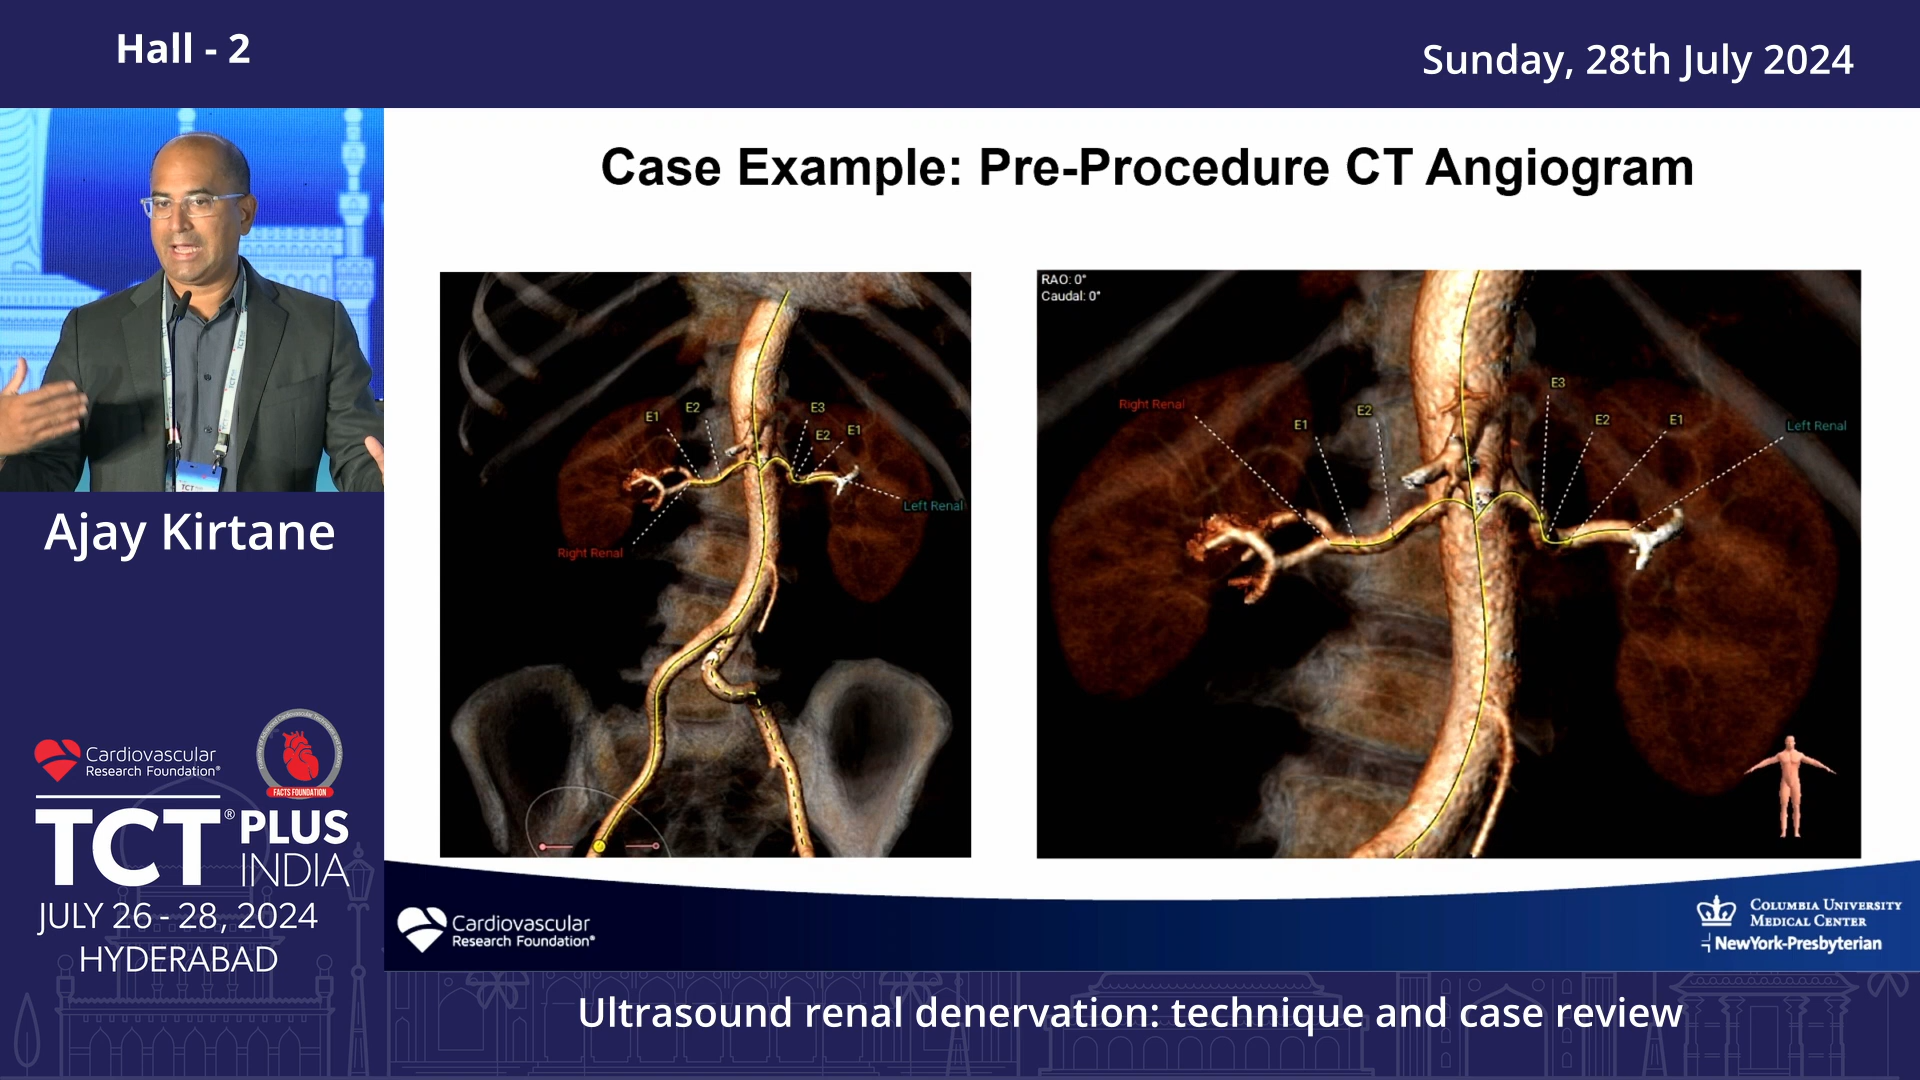 Hall - 2
Sunday, 28th July 2024
Case Example: Pre-Procedure CT Angiogram
E1
E2
E3
E2
E1
Left Renal
Right Renal
RAO: 0°
Caudal: 0°
Right Renal
E1
E2
E3
E2
E1
Left Renal
TCT
Ajay Kirtane
Cardiovascular
Research Foundation®
FACTS FOUNDATION
TCT® PLUS
INDIA
JULY 26 - 28, 2024
HYDERABAD
Cardiovascular
Research Foundation®
COLUMBIA UNIVERSITY
MEDICAL CENTER
NewYork-Presbyterian
Ultrasound renal denervation: technique and case review